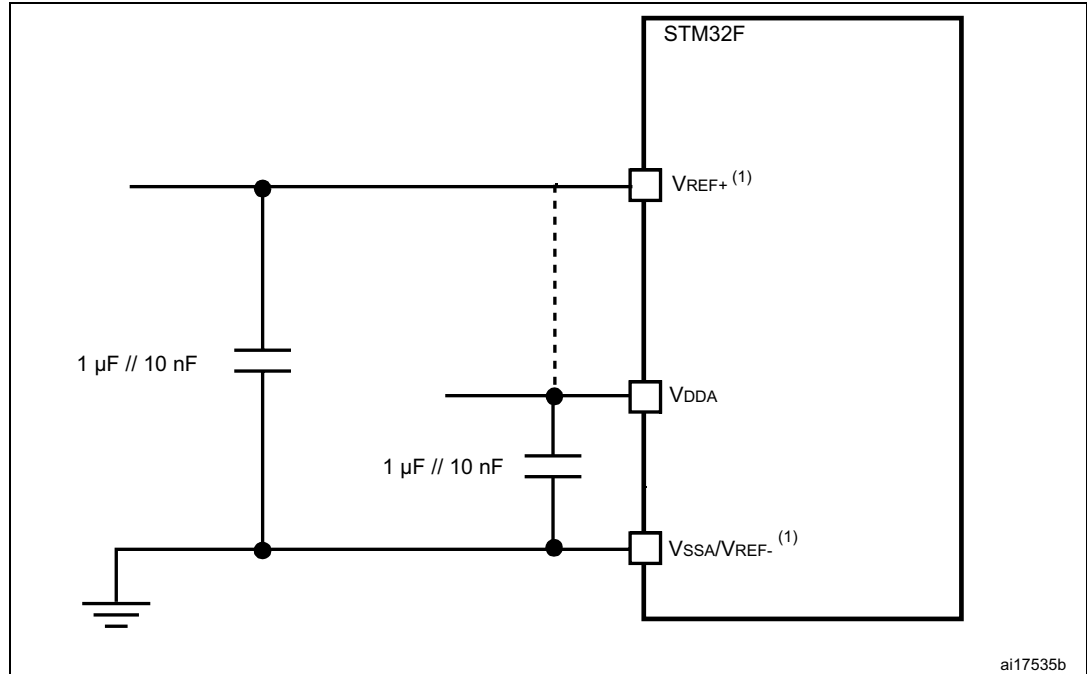 STM32F
VREF+ (1)
1 µF // 10 nF
VDDA
1 µF // 10 nF
VSSA/VREF- (1)
ai17535b